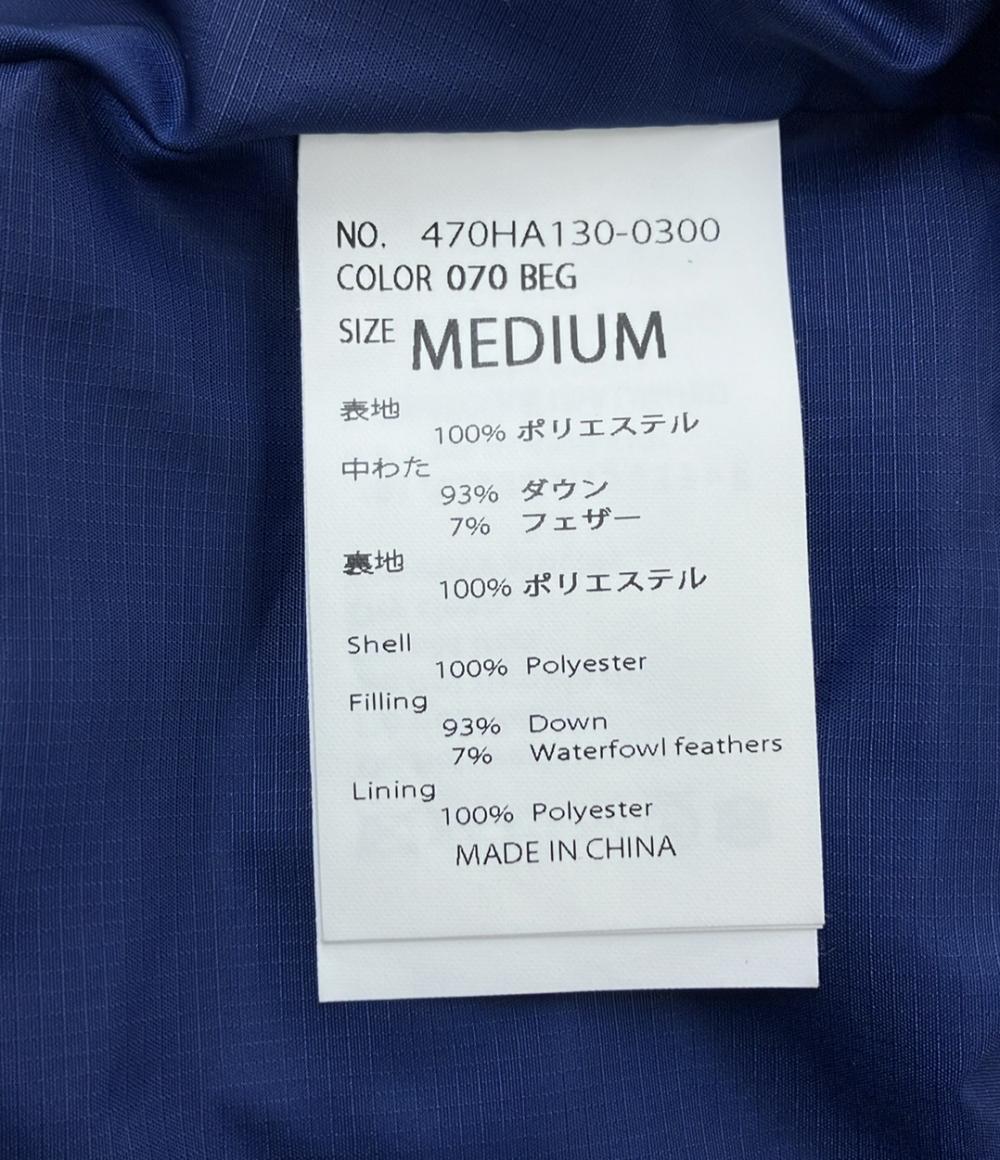 NO. 470HA130-0300
COLOR 070 BEG
SIZE MEDIUM
表地
100% ポリエステル
中わた
93% ダウン
7% フェザー
裏地
100% ポリエステル
Shell
100% Polyester
Filling
93% Down
7% Waterfowl feathers
Lining
100% Polyester
MADE IN CHINA